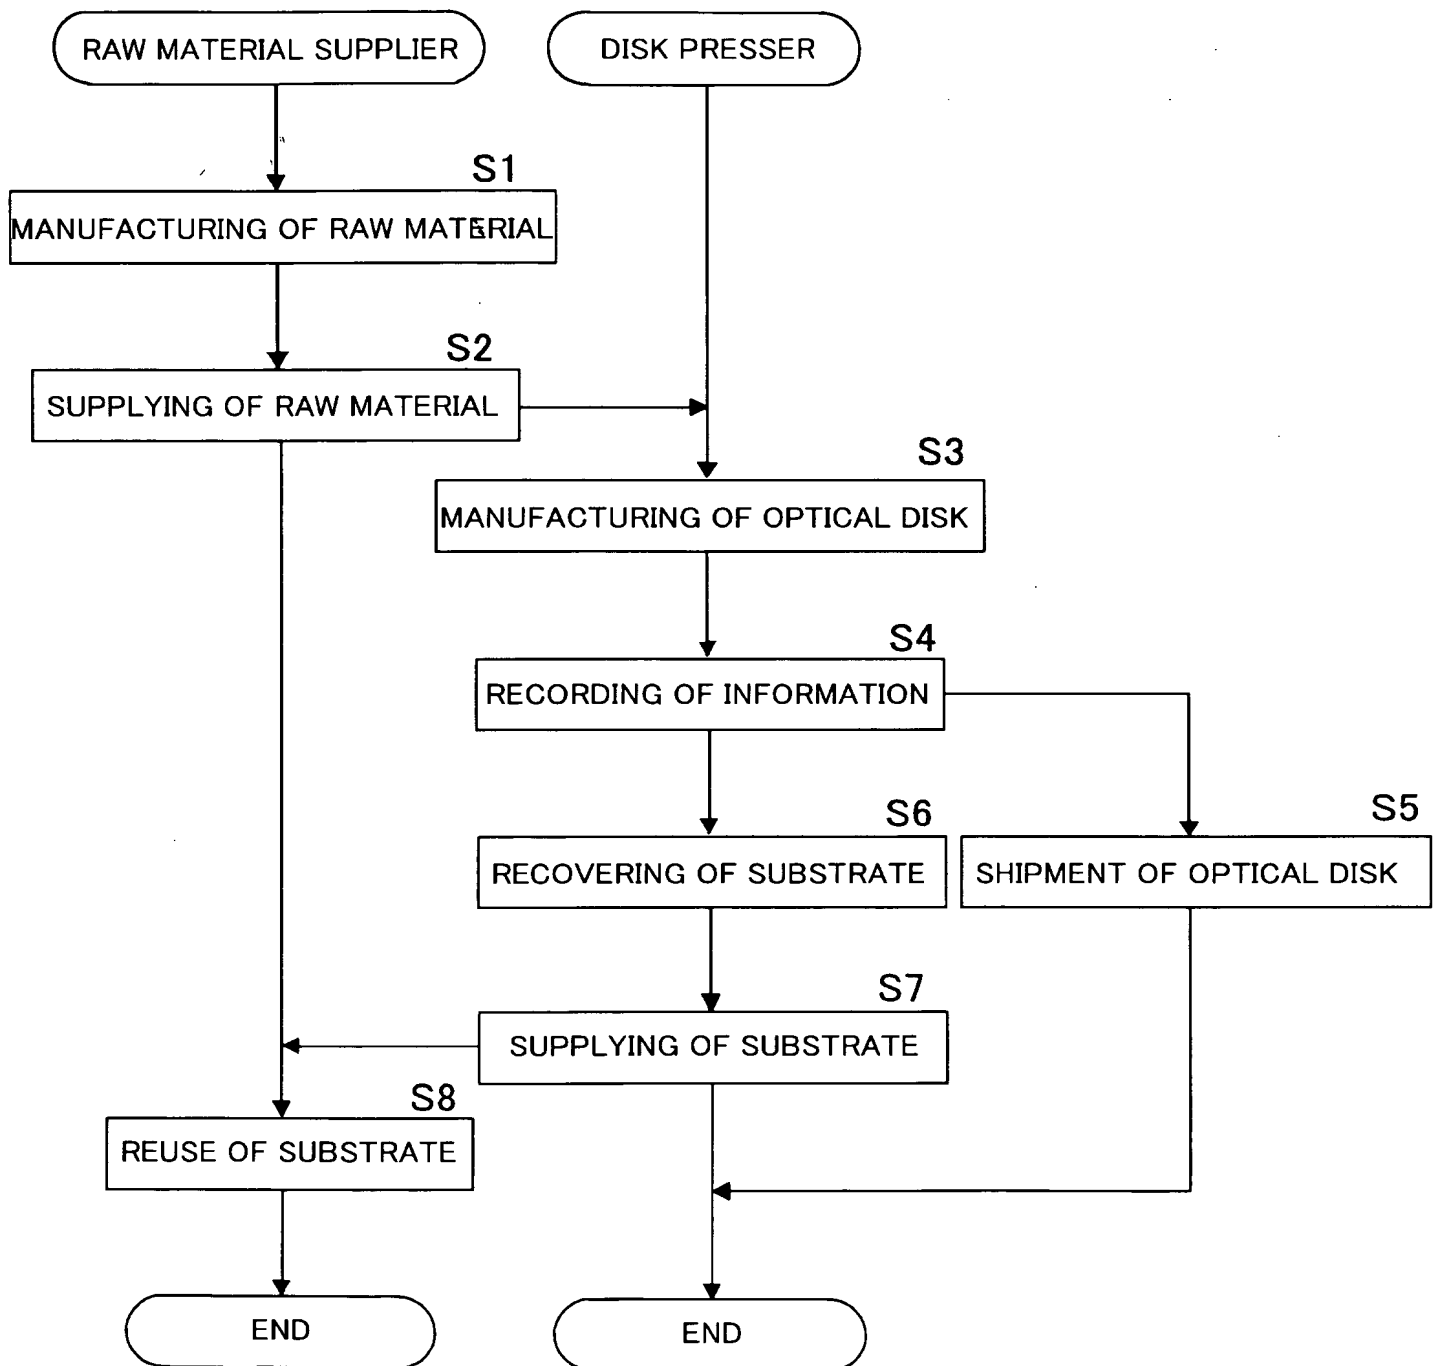 RAW MATERIAL SUPPLIER
DISK PRESSER
S1
MANUFACTURING OF RAW MATERIAL
S2
SUPPLYING OF RAW MATERIAL
S3
MANUFACTURING OF OPTICAL DISK
S4
RECORDING OF INFORMATION
S6
RECOVERING OF SUBSTRATE
S5
SHIPMENT OF OPTICAL DISK
S7
SUPPLYING OF SUBSTRATE
S8
REUSE OF SUBSTRATE
END
END